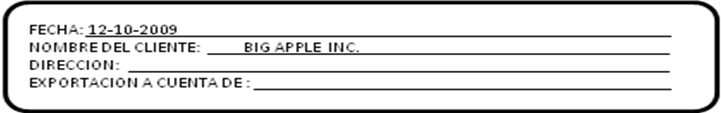 FECHA: 12-10-2009
NOMBRE DEL CLIENTE: BIG APPLE INC.
DIRECCION:
EXPORTACION A CUENTA DE :